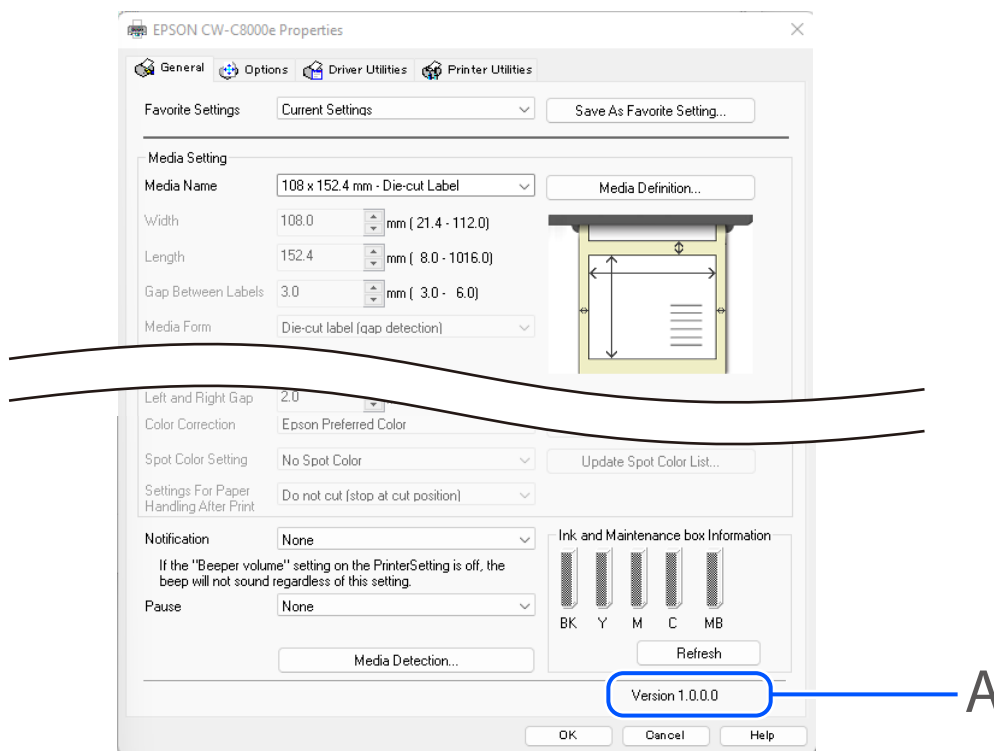 EPSON CW-C8000e Properties
General Options Driver Utilities Printer Utilities
Favorite Settings Current Settings Save As Favorite Setting...
Media Setting
Media Name 108 x 152.4 mm - Die-cut Label Media Definition...
Width 108.0 mm ( 21.4 - 112.0)
Length 152.4 mm ( 8.0 - 1016.0)
Gap Between Labels 3.0 mm ( 3.0 - 6.0)
Media Form Die-cut label (gap detection)
Left and Right Gap 2.0
Color Correction Epson Preferred Color
Spot Color Setting No Spot Color Update Spot Color List...
Settings For Paper
Handling After Print Do not cut (stop at cut position)
Notification None
If the "Beeper volume" setting on the PrinterSetting is off, the
beep will not sound regardless of this setting.
Pause None
Media Detection...
Ink and Maintenance box Information
BK Y M C MB
Refresh
Version 1.0.0.0
A
OK Cancel Help